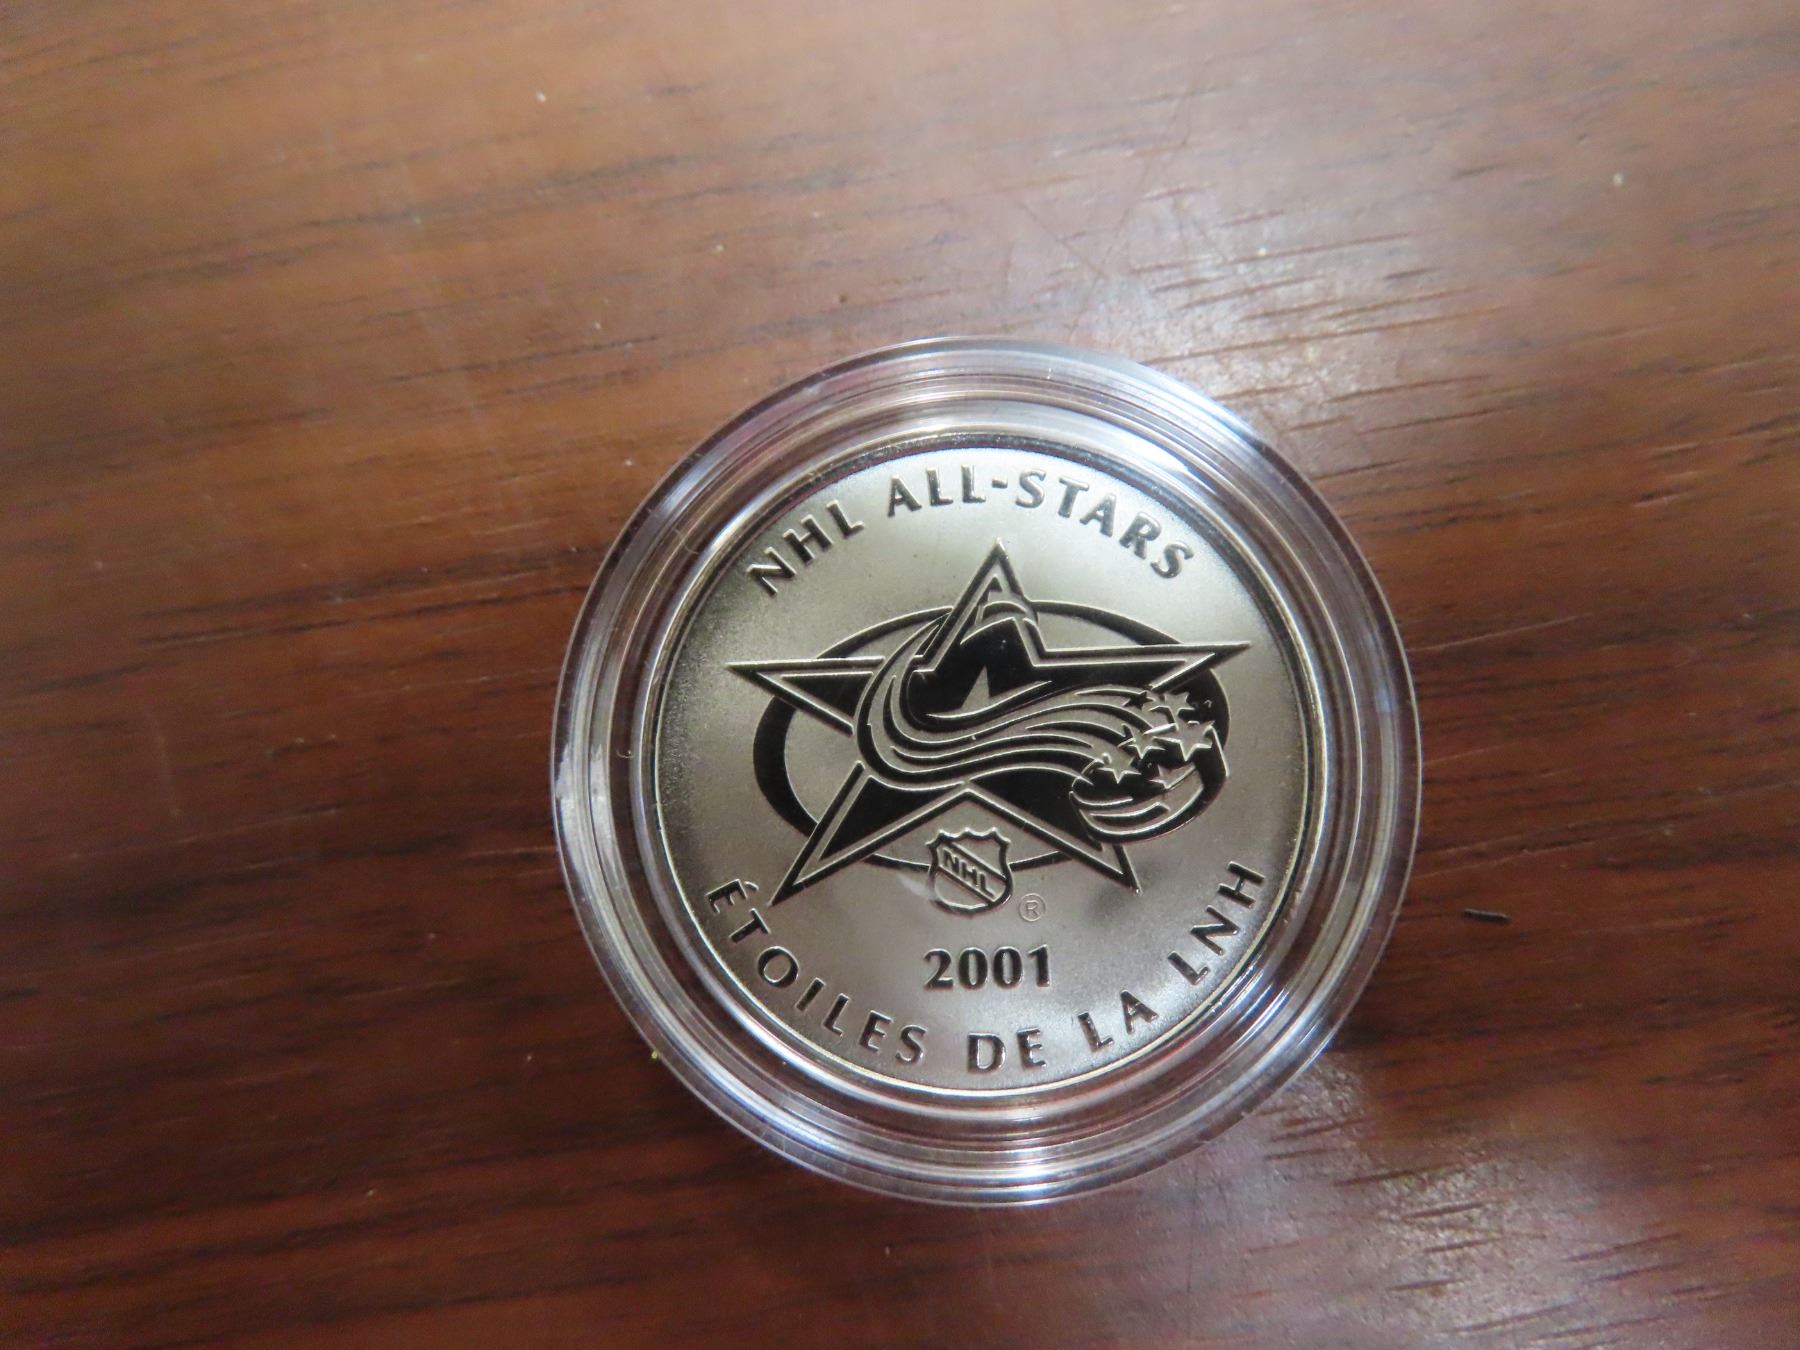 NHL ALL-STARS
NHL
®
2001
ÉTOILES DE LA LNH